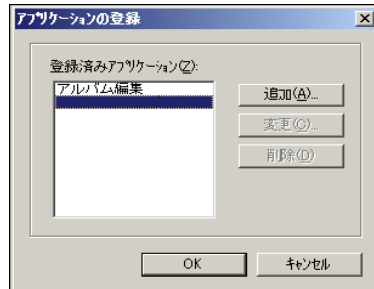 アプリケーションの登録
登録済みアプリケーション(Z):
アルバム編集
追加(A)...
変更(C)...
削除(D)
OK
キャンセル